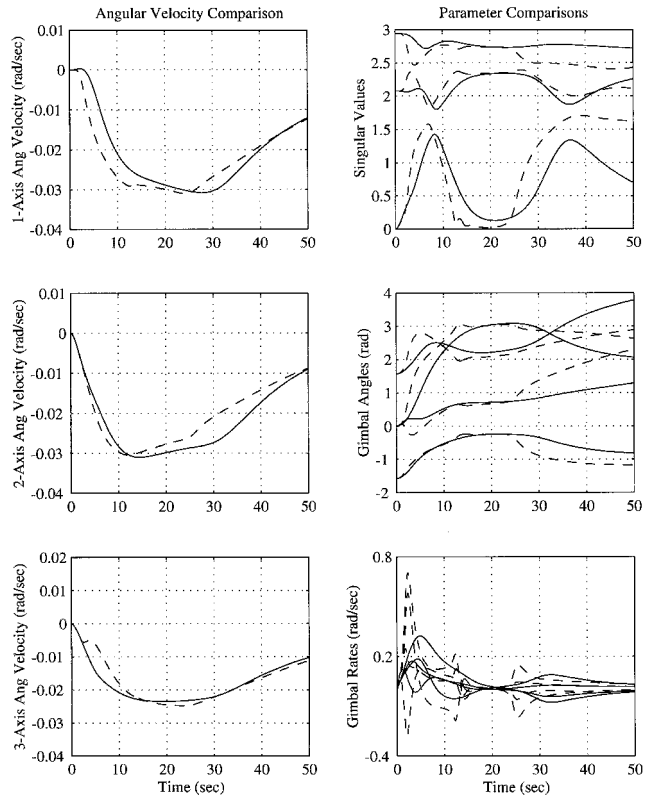 Angular Velocity Comparison
1-Axis Ang Velocity (rad/sec)
0.01
0
-0.01
-0.02
-0.03
-0.04
0 10 20 30 40 50
Parameter Comparisons
Singular Values
3
2.5
2
1.5
1
0.5
0
0 10 20 30 40 50
2-Axis Ang Velocity (rad/sec)
0.01
0
-0.01
-0.02
-0.03
-0.04
0 10 20 30 40 50
Gimbal Angles (rad)
4
3
2
1
0
-1
-2
0 10 20 30 40 50
3-Axis Ang Velocity (rad/sec)
0.02
0.01
0
-0.01
-0.02
-0.03
-0.04
0 10 20 30 40 50
Time (sec)
Gimbal Rates (rad/sec)
0.8
0.2
-0.4
0 10 20 30 40 50
Time (sec)